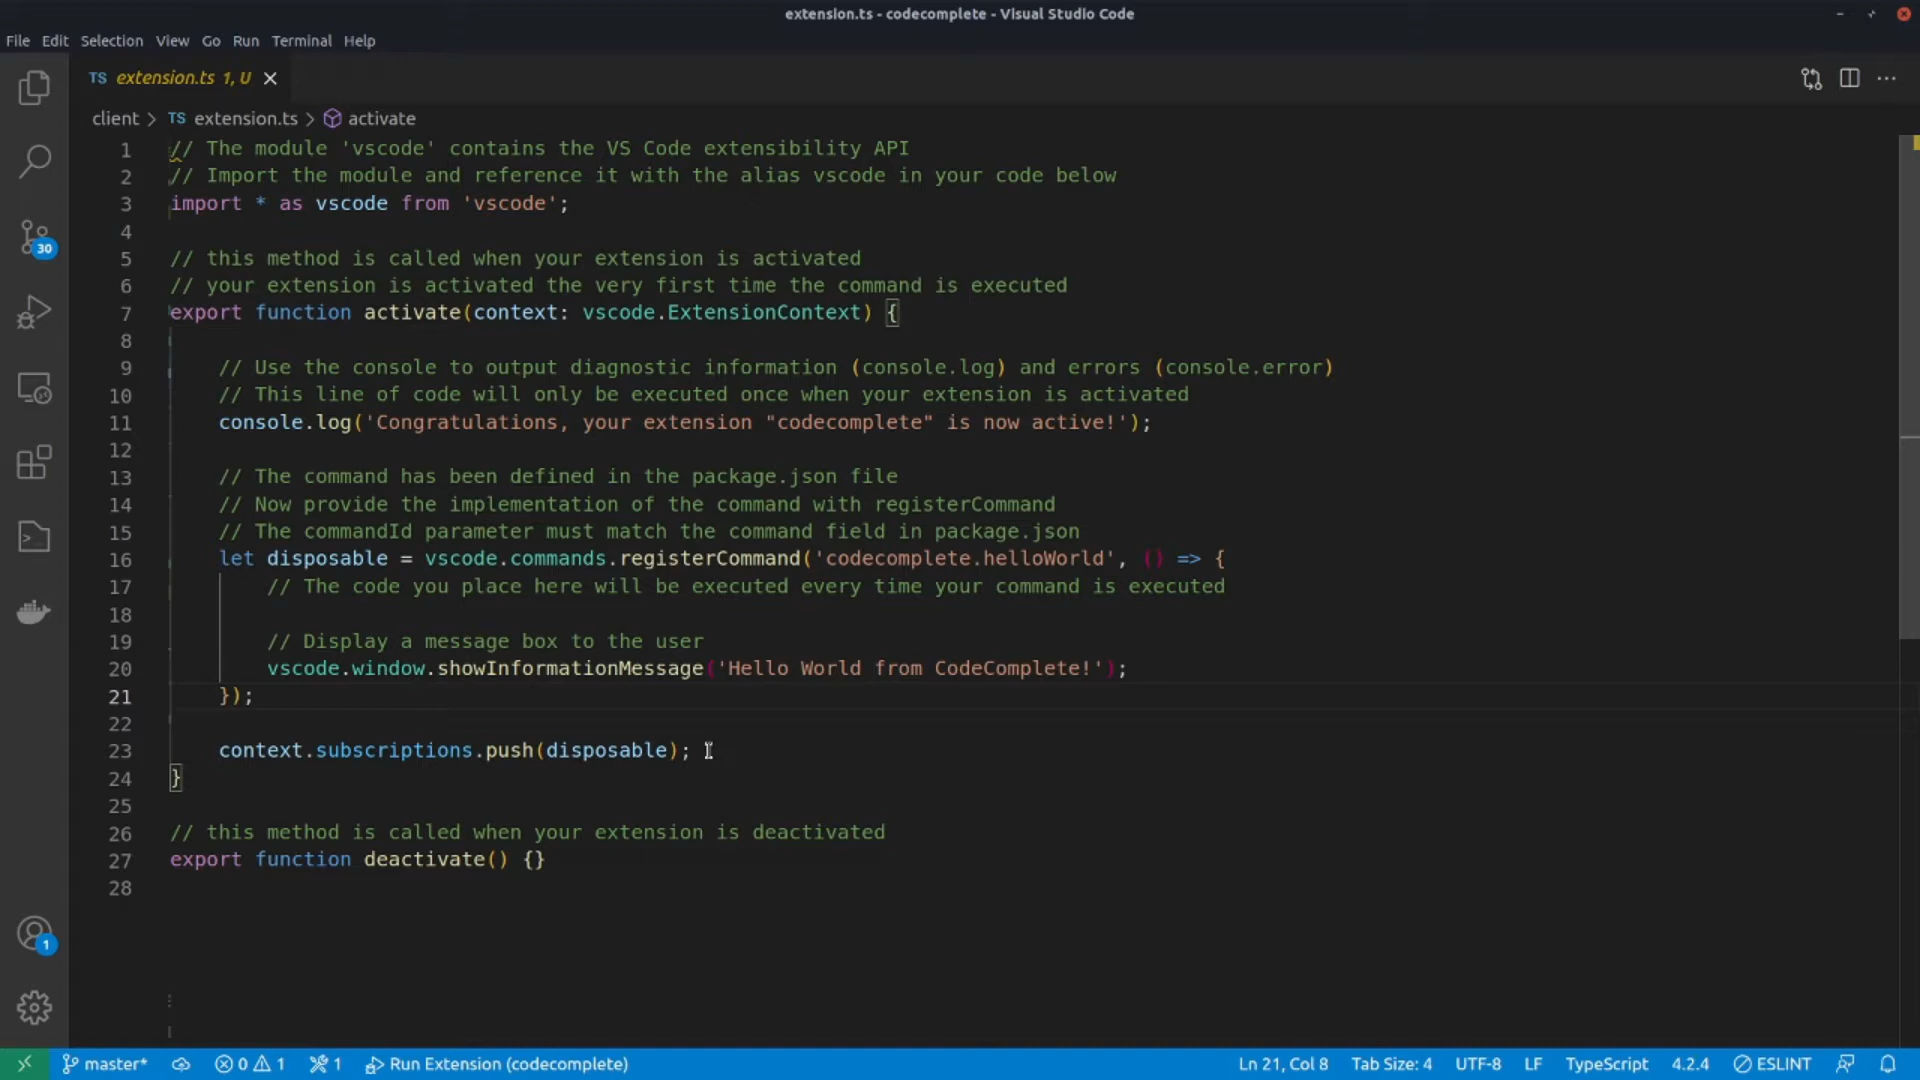 extension.ts - codecomplete - Visual Studio Code
File Edit Selection View Go Run Terminal Help
TS extension.ts 1, U
client > TS extension.ts > activate
1 // The module 'vscode' contains the VS Code extensibility API
2 // Import the module and reference it with the alias vscode in your code below
3 import * as vscode from 'vscode';
4
5 // this method is called when your extension is activated
6 // your extension is activated the very first time the command is executed
7 export function activate(context: vscode.ExtensionContext) {
8
9 // Use the console to output diagnostic information (console.log) and errors (console.error)
10 // This line of code will only be executed once when your extension is activated
11 console.log('Congratulations, your extension "codecomplete" is now active!');
12
13 // The command has been defined in the package.json file
14 // Now provide the implementation of the command with registerCommand
15 // The commandId parameter must match the command field in package.json
16 let disposable = vscode.commands.registerCommand('codecomplete.helloWorld', () => {
17 // The code you place here will be executed every time your command is executed
18
19 // Display a message box to the user
20 vscode.window.showInformationMessage('Hello World from CodeComplete!');
21 });
22
23 context.subscriptions.push(disposable);
24 }
25
26 // this method is called when your extension is deactivated
27 export function deactivate() {}
28
30
1
master* 0 1 1 Run Extension (codecomplete) Ln 21, Col 8 Tab Size: 4 UTF-8 LF TypeScript 4.2.4 ESLINT